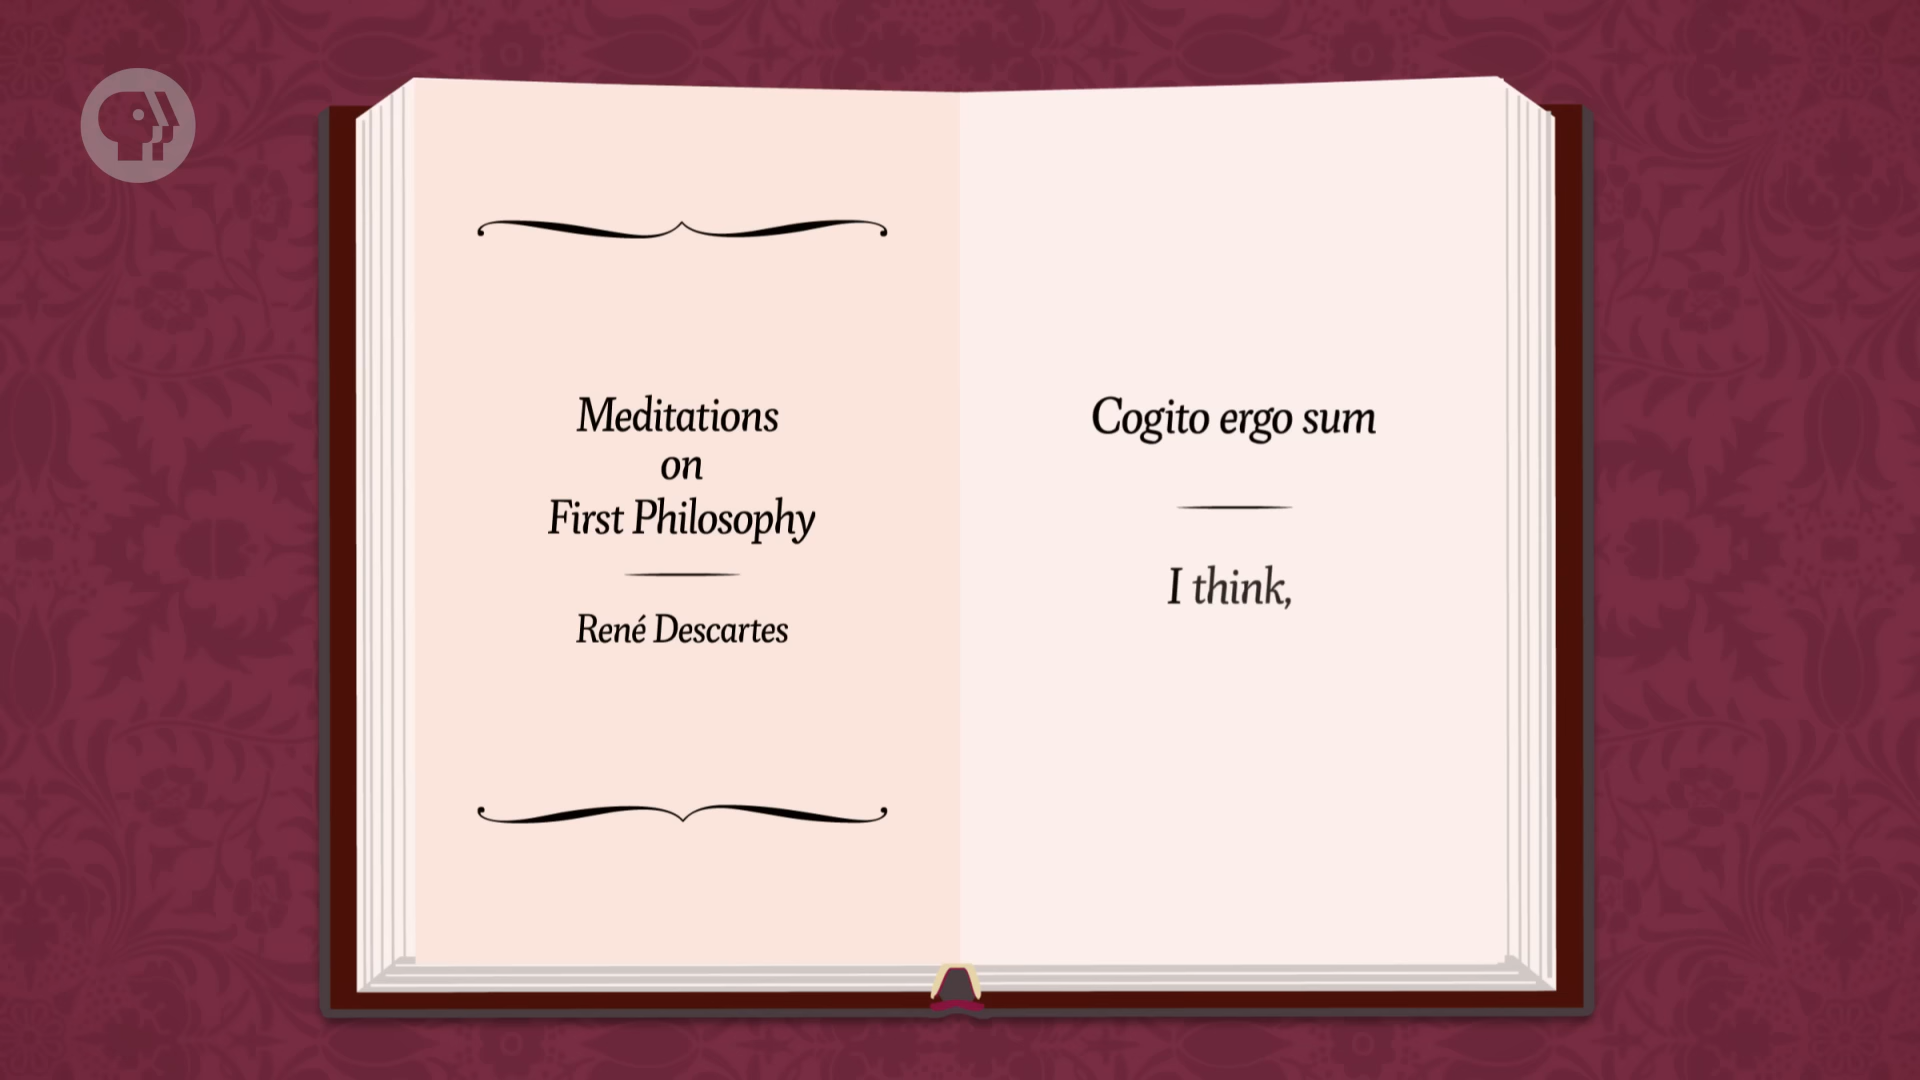 Meditations
on
First Philosophy
René Descartes
Cogito ergo sum
I think,